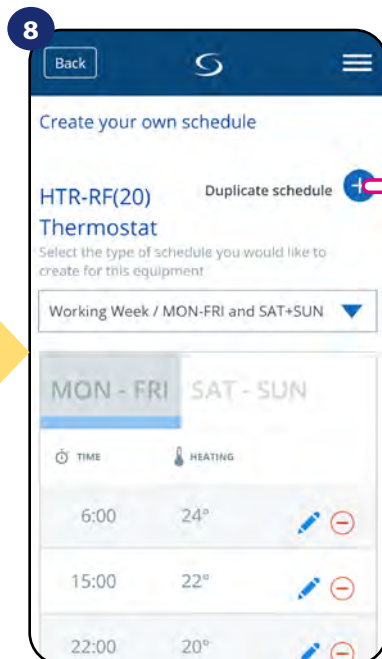 8
Back
Create your own schedule
HTR-RF(20)
Thermostat
Duplicate schedule
Select the type of schedule you would like to
create for this equipment
Working Week / MON-FRI and SAT+SUN
MON - FRI SAT - SUN
TIME HEATING
6:00 24°
15:00 22°
22:00 20°